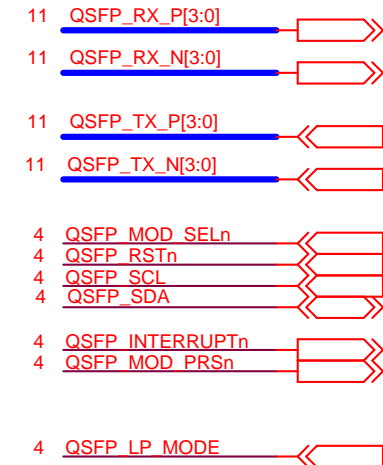 11 QSFP_RX_P[3:0]
11 QSFP_RX_N[3:0]
11 QSFP_TX_P[3:0]
11 QSFP_TX_N[3:0]
4 QSFP_MOD_SELn
4 QSFP_RSTn
4 QSFP_SCL
4 QSFP_SDA
4 QSFP_INTERRUPTn
4 QSFP_MOD_PRSn
4 QSFP_LP_MODE